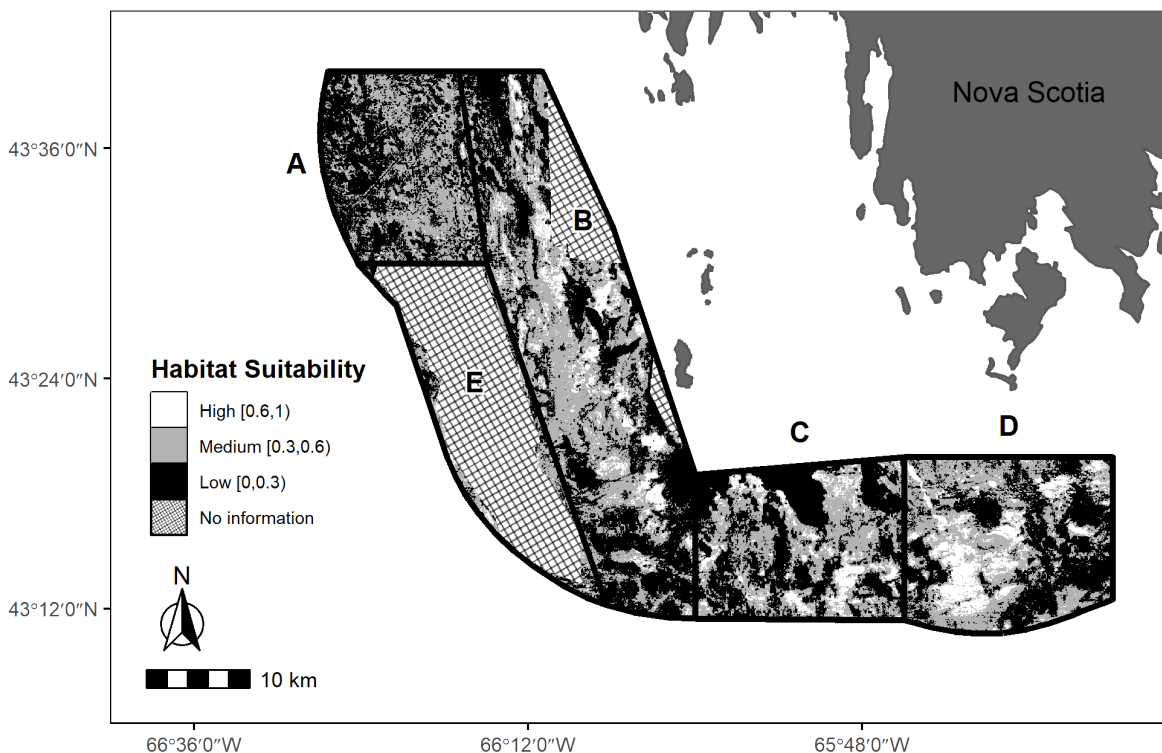 Nova Scotia
43°36′0″N
A
B
43°24′0″N
E
Habitat Suitability
High [0.6,1)
Medium [0.3,0.6)
Low [0,0.3)
No information
C
D
N
43°12′0″N
10 km
66°36′0″W
66°12′0″W
65°48′0″W